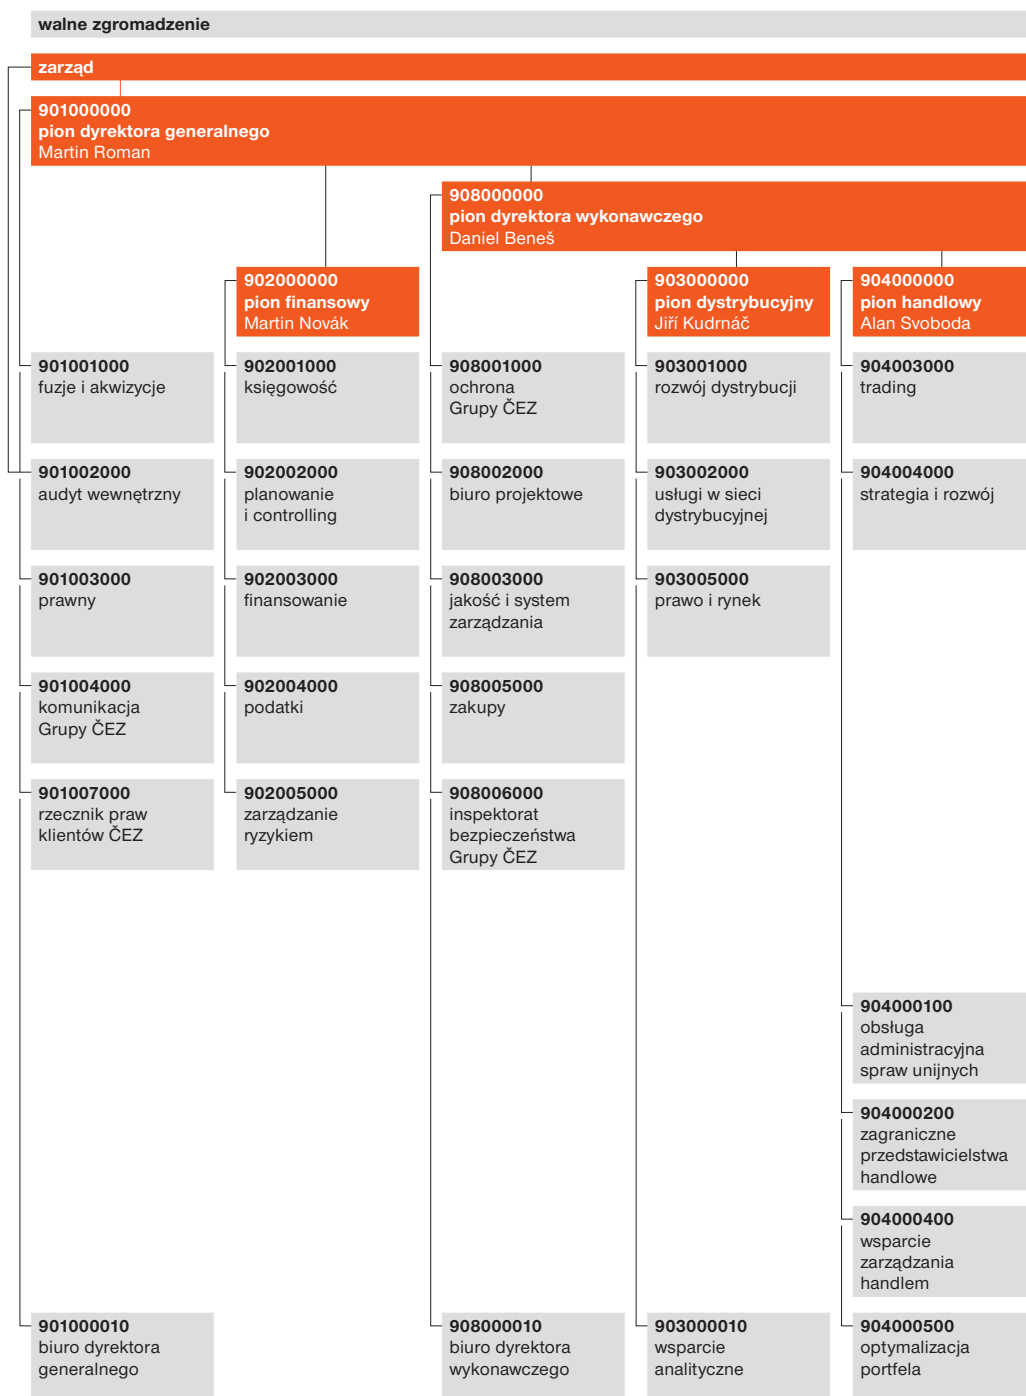 walne zgromadzenie
zarząd
901000000
pion dyrektora generalnego
Martin Roman
908000000
pion dyrektora wykonawczego
Daniel Beneš
902000000
pion finansowy
Martin Novák
903000000
pion dystrybucyjny
Jiří Kudrnáč
904000000
pion handlowy
Alan Svoboda
901001000
fuzje i akwizycje
902001000
księgowość
908001000
ochrona
Grupy ČEZ
903001000
rozwój dystrybucji
904003000
trading
901002000
audyt wewnętrzny
902002000
planowanie
i controlling
908002000
biuro projektowe
903002000
usługi w sieci
dystrybucyjnej
904004000
strategia i rozwój
901003000
prawny
902003000
finansowanie
908003000
jakość i system
zarządzania
903005000
prawo i rynek
901004000
komunikacja
Grupy ČEZ
902004000
podatki
908005000
zakupy
901007000
rzecznik praw
klientów ČEZ
902005000
zarządzanie
ryzykiem
908006000
inspektorat
bezpieczeństwa
Grupy ČEZ
904000100
obsługa
administracyjna
spraw unijnych
904000200
zagraniczne
przedstawicielstwa
handlowe
904000400
wsparcie
zarządzania
handlem
901000010
biuro dyrektora
generalnego
908000010
biuro dyrektora
wykonawczego
903000010
wsparcie
analityczne
904000500
optymalizacja
portfela